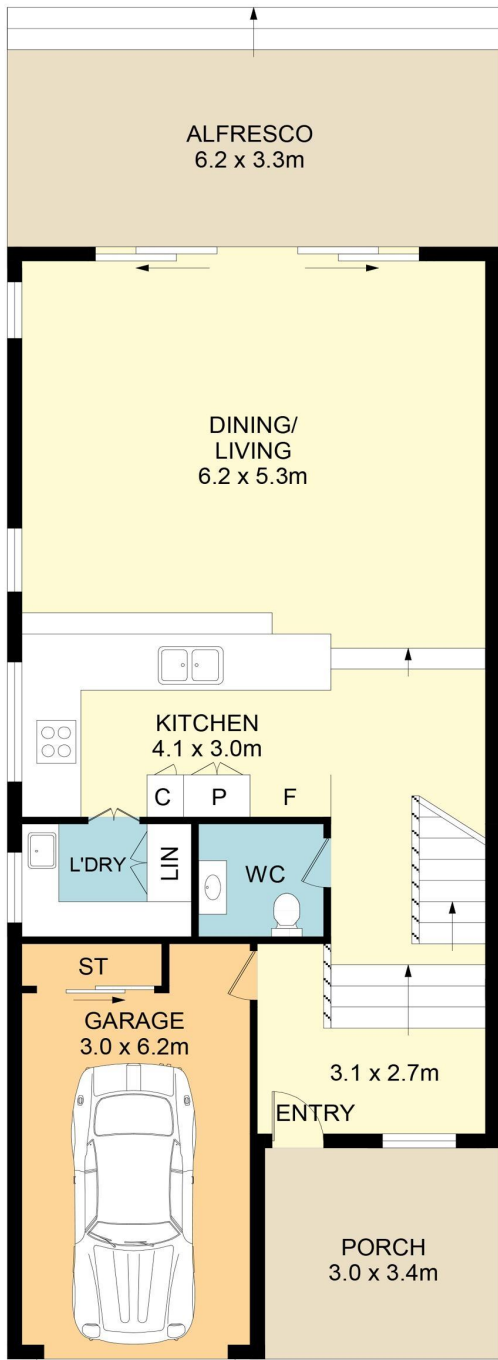 ALFRESCO
6.2 x 3.3m
DINING/
LIVING
6.2 x 5.3m
KITCHEN
4.1 x 3.0m
C
P
F
L'DRY
LIN
WC
ST
GARAGE
3.0 x 6.2m
3.1 x 2.7m
ENTRY
PORCH
3.0 x 3.4m